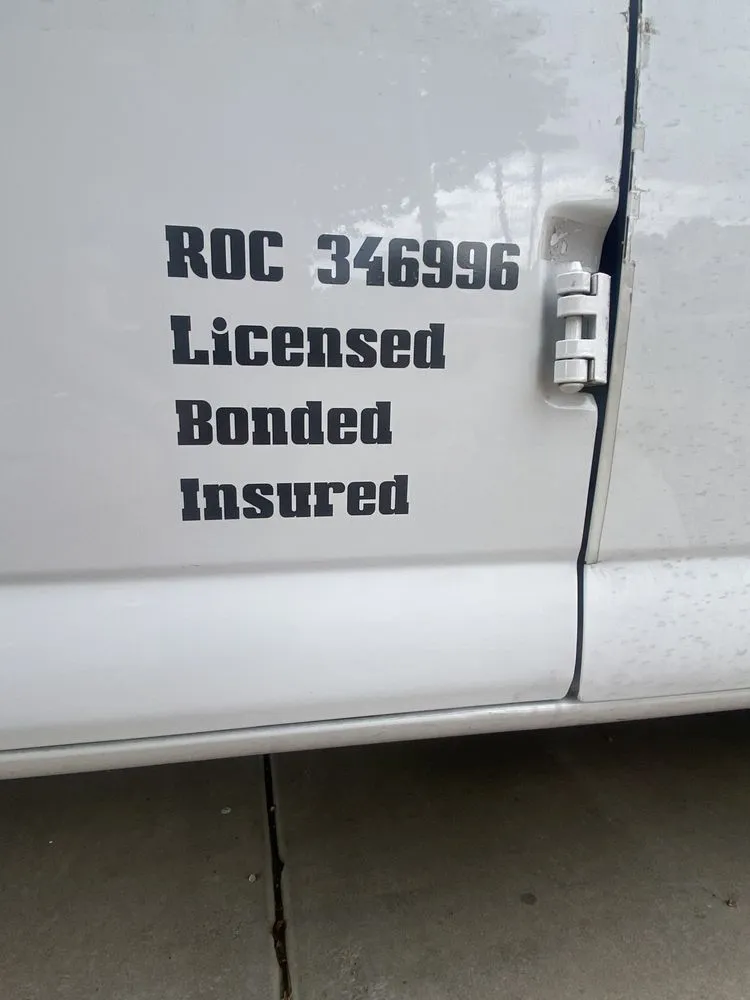 ROC 346996
Licensed
Bonded
Insured